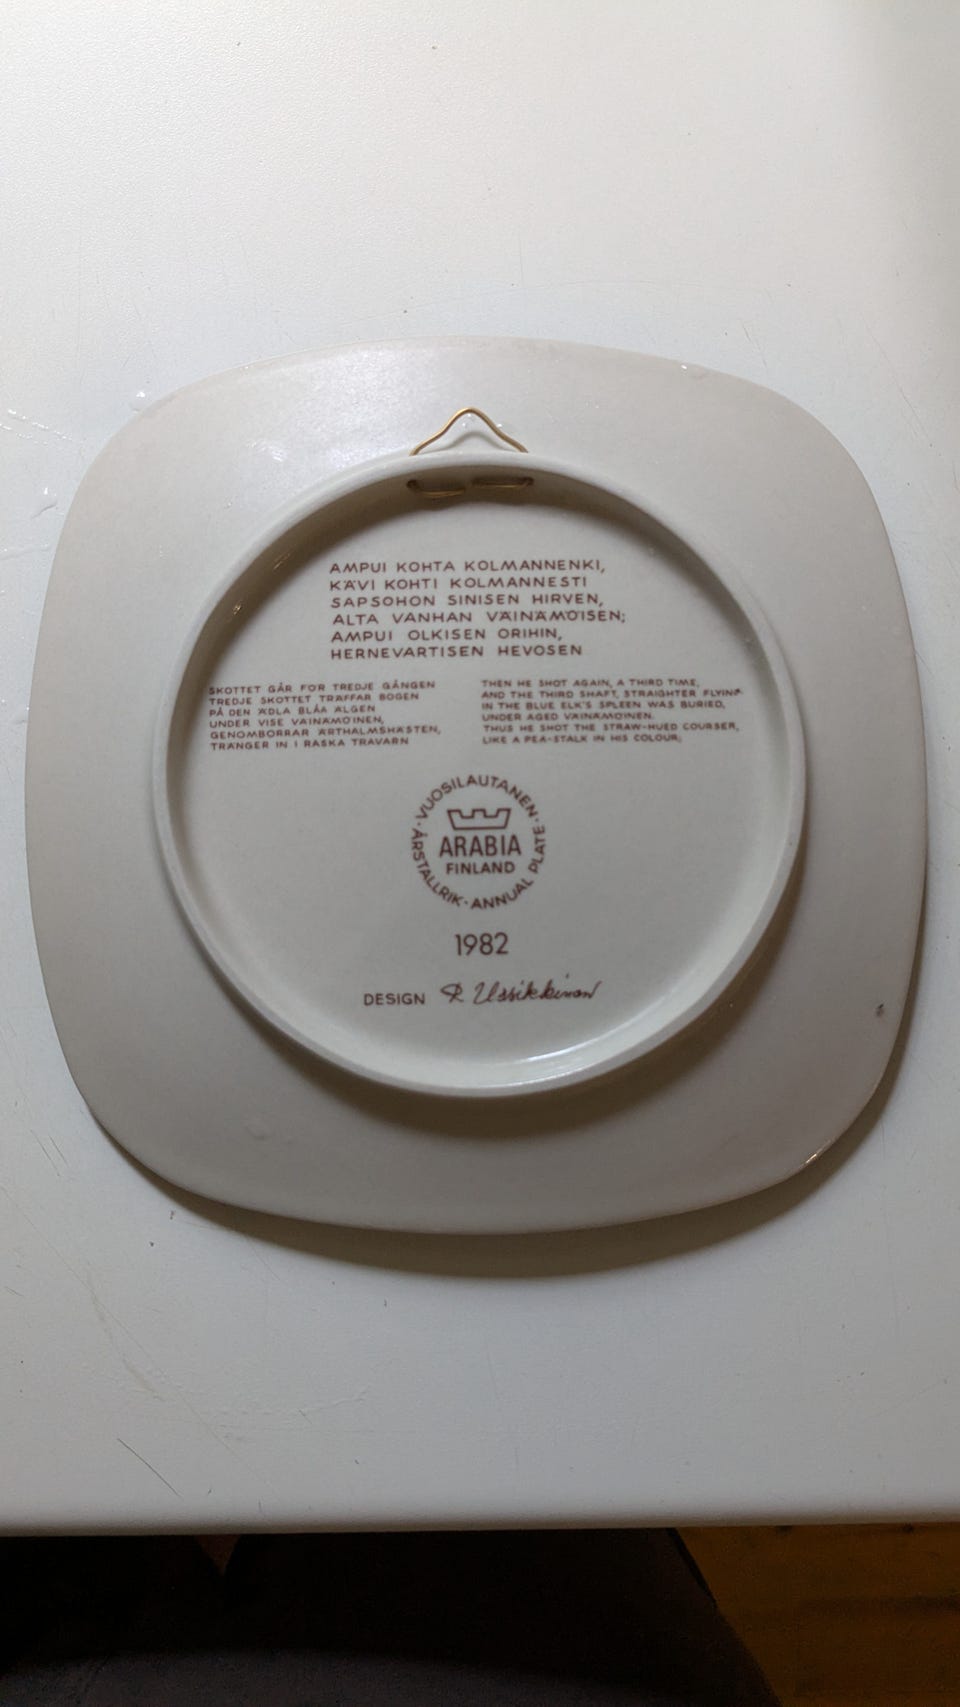 AMPUI KOHTA KOLMANNENKI,
KÄVI KOHTI KOLMANNESTI
SAPSOHON SINISEN HIRVEN,
ALTA VANHAN VÄINÄMÖISEN;
AMPUI OLKISEN ORIHIN,
HERNEVARTISEN HEVOSEN
SKOTTET GÅR FÖR TREDJE GÅNGEN
TREDJE SKOTTET TRÄFFAR BOGEN
PÅ DEN ÄDLA BLÅA ÄLGEN
UNDER VISE VÄINÄMÖINEN,
GENOMBORRAR ÄRTHALMSHÄSTEN,
TRÄNGER IN I RASKA TRAVARN
THEN HE SHOT AGAIN, A THIRD TIME,
AND THE THIRD SHAFT, STRAIGHTER FLYING
IN THE BLUE ELK'S SPLEEN WAS BURIED,
UNDER AGED VÄINÄMÖINEN.
THUS HE SHOT THE STRAW-HUED COURSER,
LIKE A PEA-STALK IN HIS COLOUR;
· VUOSILAUTANEN ·
ARABIA
FINLAND
ÅRSTALLRIK · ANNUAL PLATE
1982
DESIGN R. Uosikkinen